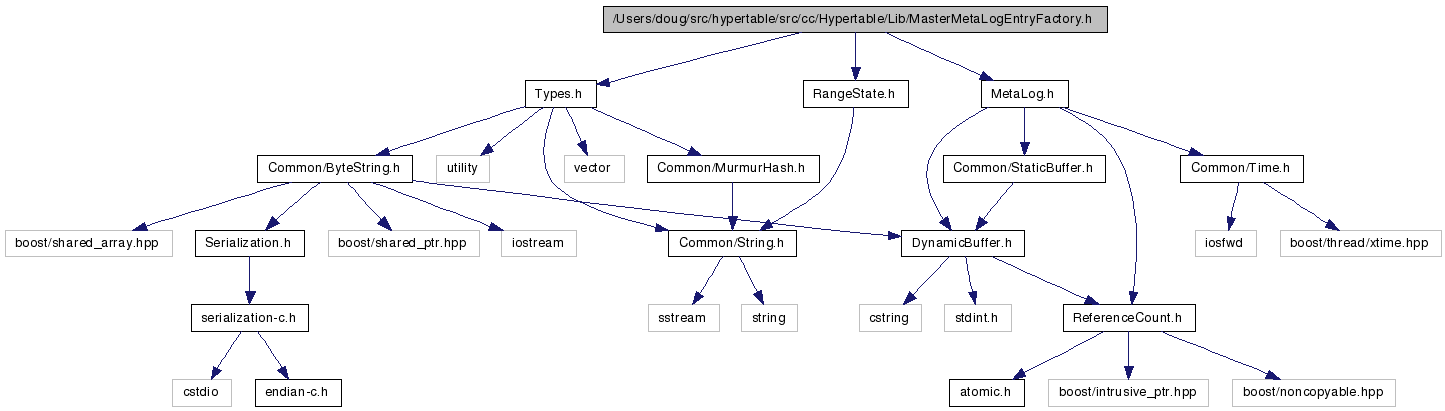 /Users/doug/src/hypertable/src/cc/Hypertable/Lib/MasterMetaLogEntryFactory.h
Types.h
RangeState.h
MetaLog.h
Common/ByteString.h
utility
vector
Common/MurmurHash.h
Common/StaticBuffer.h
Common/Time.h
boost/shared_array.hpp
Serialization.h
boost/shared_ptr.hpp
iostream
Common/String.h
DynamicBuffer.h
iosfwd
boost/thread/xtime.hpp
serialization-c.h
sstream
string
cstring
stdint.h
ReferenceCount.h
cstdio
endian-c.h
atomic.h
boost/intrusive_ptr.hpp
boost/noncopyable.hpp